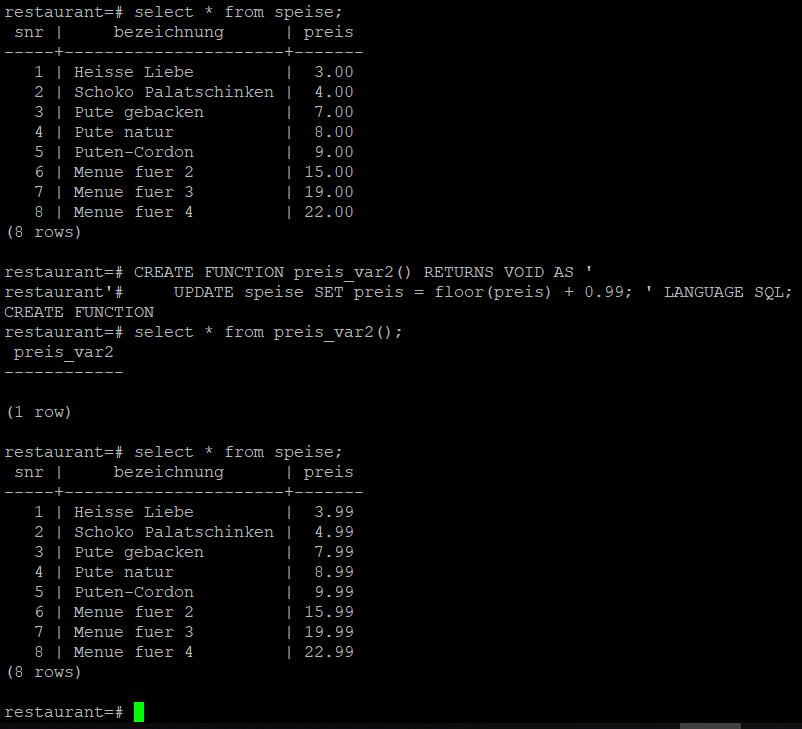 restaurant=# select * from speise;
 snr |     bezeichnung      | preis
-----+----------------------+-------
   1 | Heisse Liebe         |  3.00
   2 | Schoko Palatschinken |  4.00
   3 | Pute gebacken        |  7.00
   4 | Pute natur           |  8.00
   5 | Puten-Cordon         |  9.00
   6 | Menue fuer 2         | 15.00
   7 | Menue fuer 3         | 19.00
   8 | Menue fuer 4         | 22.00
(8 rows)

restaurant=# CREATE FUNCTION preis_var2() RETURNS VOID AS '
restaurant'#     UPDATE speise SET preis = floor(preis) + 0.99; ' LANGUAGE SQL;
CREATE FUNCTION
restaurant=# select * from preis_var2();
 preis_var2
------------

(1 row)

restaurant=# select * from speise;
 snr |     bezeichnung      | preis
-----+----------------------+-------
   1 | Heisse Liebe         |  3.99
   2 | Schoko Palatschinken |  4.99
   3 | Pute gebacken        |  7.99
   4 | Pute natur           |  8.99
   5 | Puten-Cordon         |  9.99
   6 | Menue fuer 2         | 15.99
   7 | Menue fuer 3         | 19.99
   8 | Menue fuer 4         | 22.99
(8 rows)

restaurant=#